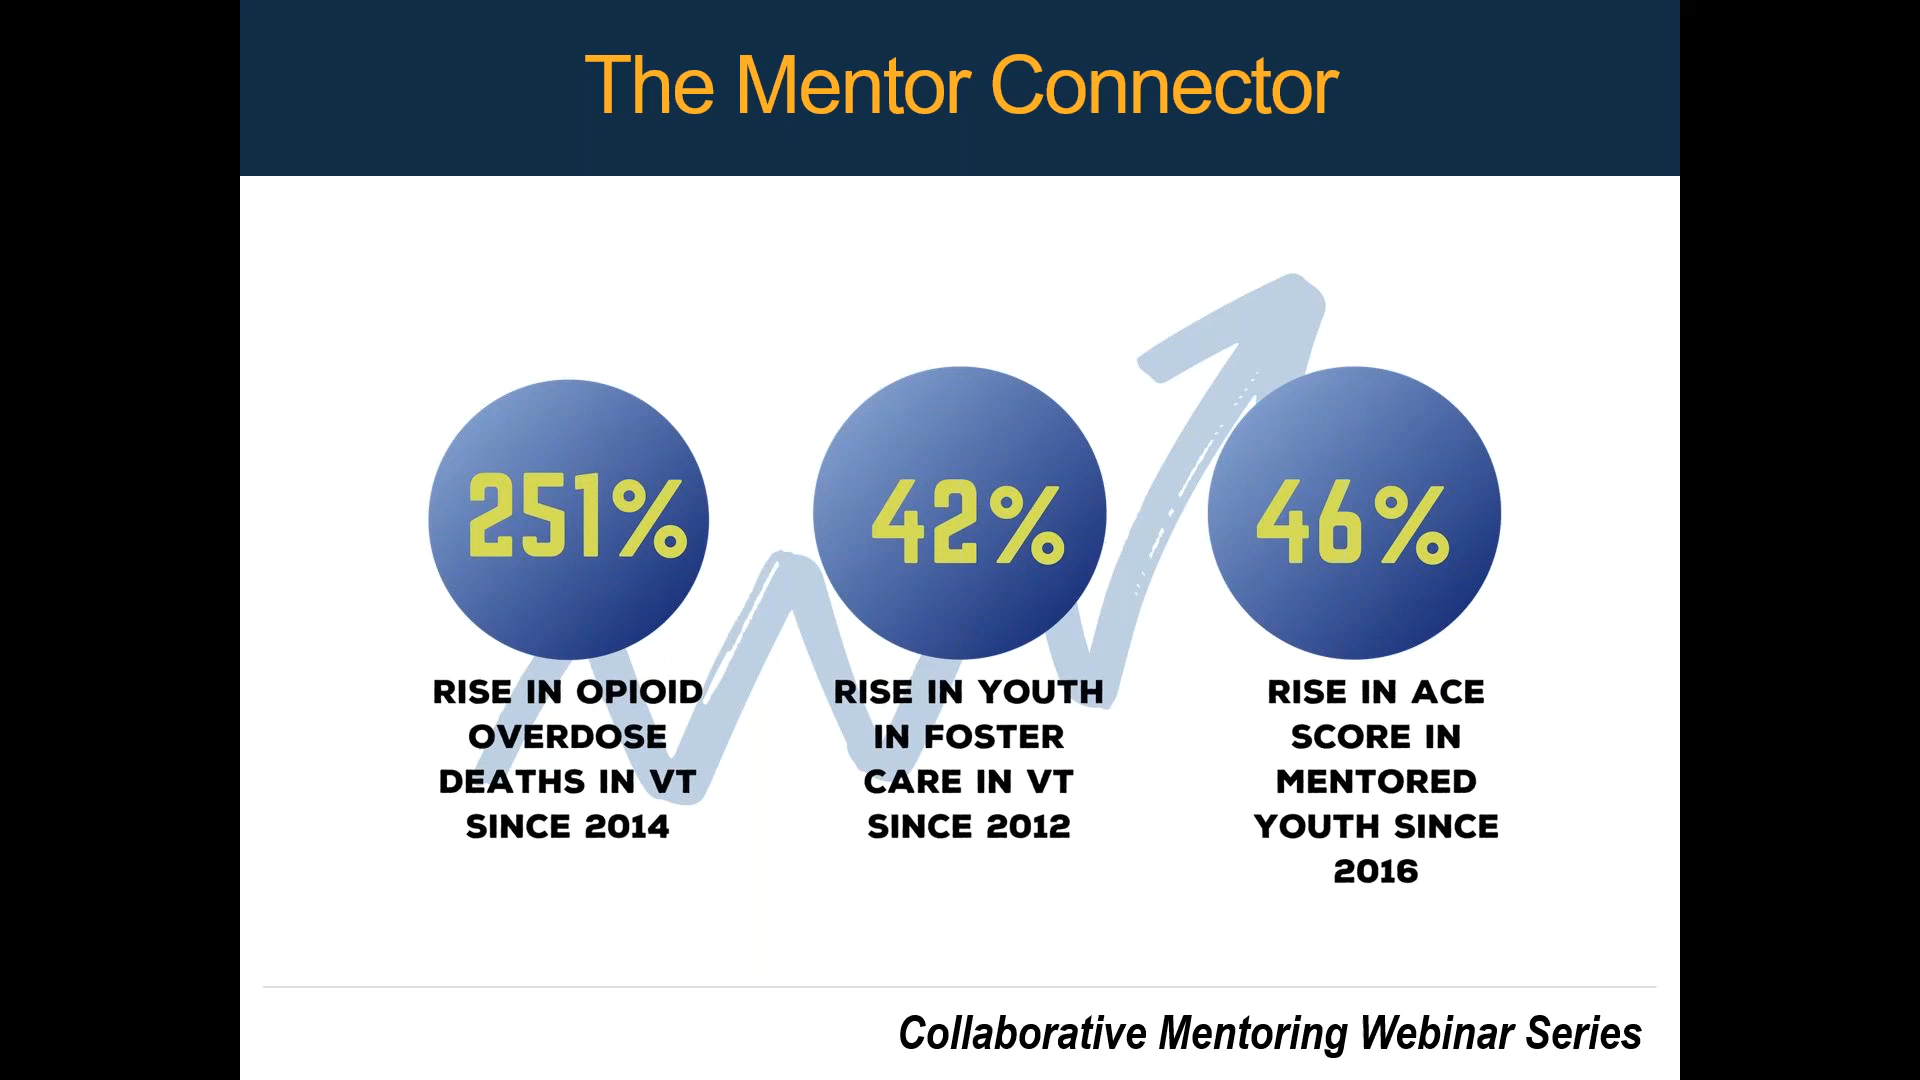 The Mentor Connector
251%
RISE IN OPIOID
OVERDOSE
DEATHS IN VT
SINCE 2014
42%
RISE IN YOUTH
IN FOSTER
CARE IN VT
SINCE 2012
46%
RISE IN ACE
SCORE IN
MENTORED
YOUTH SINCE
2016
Collaborative Mentoring Webinar Series